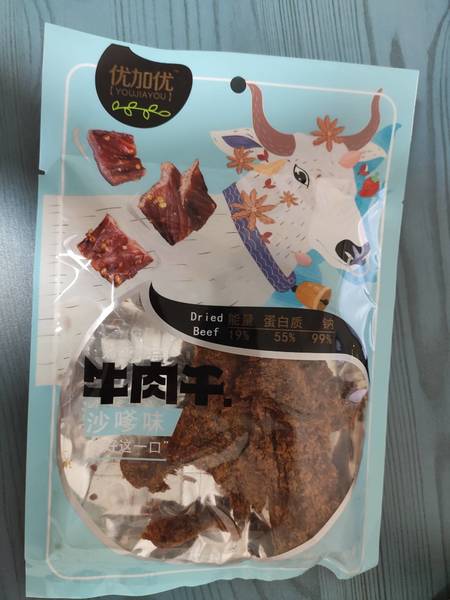 优加优
[YOUJIAYOU]
Dried 能量 蛋白质 钠
Beef 19% 55% 99%
牛肉干
沙嗲味
好这一口”